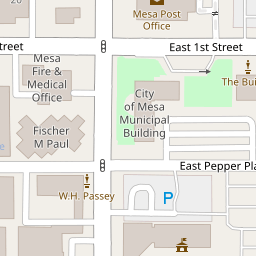 20
Mesa Post
Office
Street
East 1st Street
Mesa
Fire &
Medical
Office
The Bu
City
of Mesa
Municipal
Building
Fischer
M Paul
East Pepper Pla
W.H. Passey
P